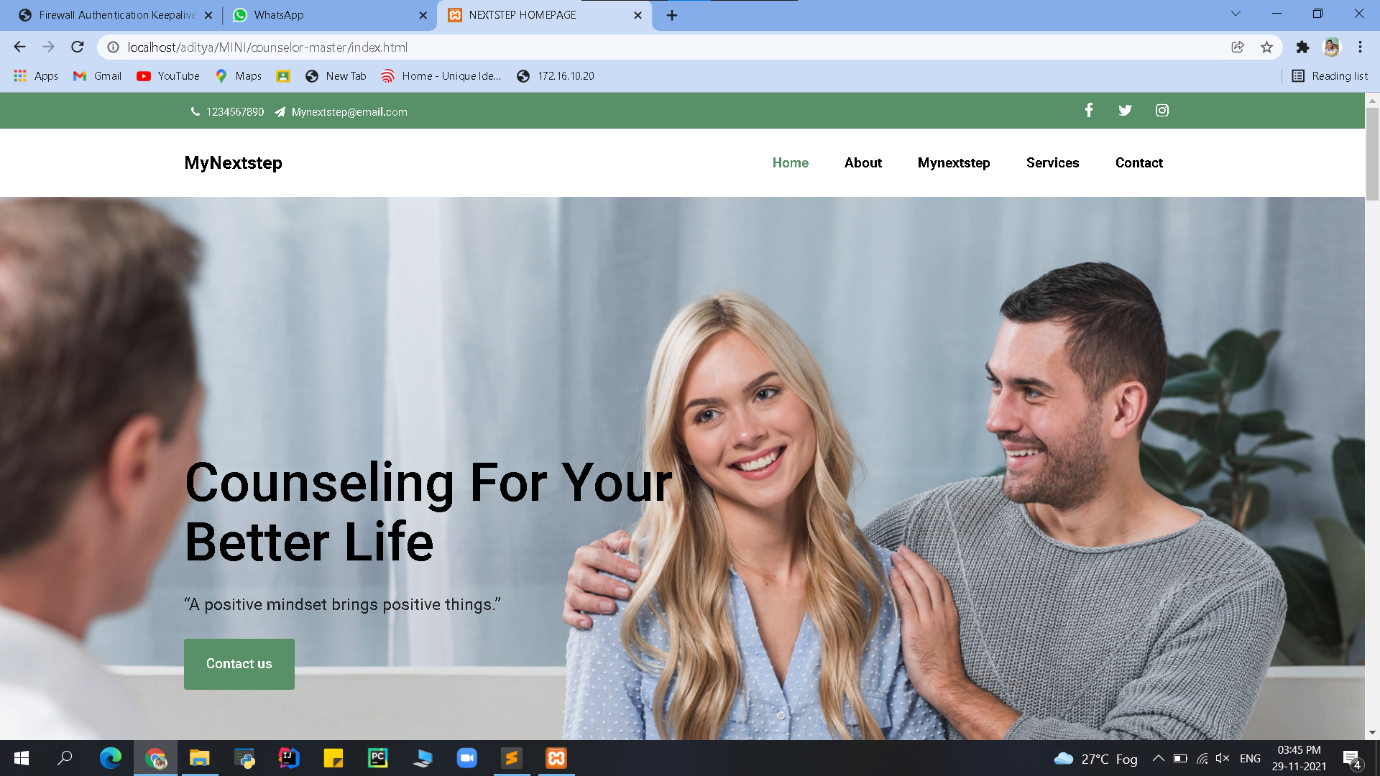 Firewall Authentication Keepalive
WhatsApp
NEXTSTEP HOMEPAGE
localhost/aditya/MINI/counselor-master/index.html
Apps
Gmail
YouTube
Maps
New Tab
Home - Unique Ide...
172.16.10.20
Reading list
1234567890
Mynextstep@email.com
MyNextstep
Home
About
Mynextstep
Services
Contact
Counseling For Your
Better Life
“A positive mindset brings positive things.”
Contact us
27°C Fog
ENG
03:45 PM
29-11-2021
4